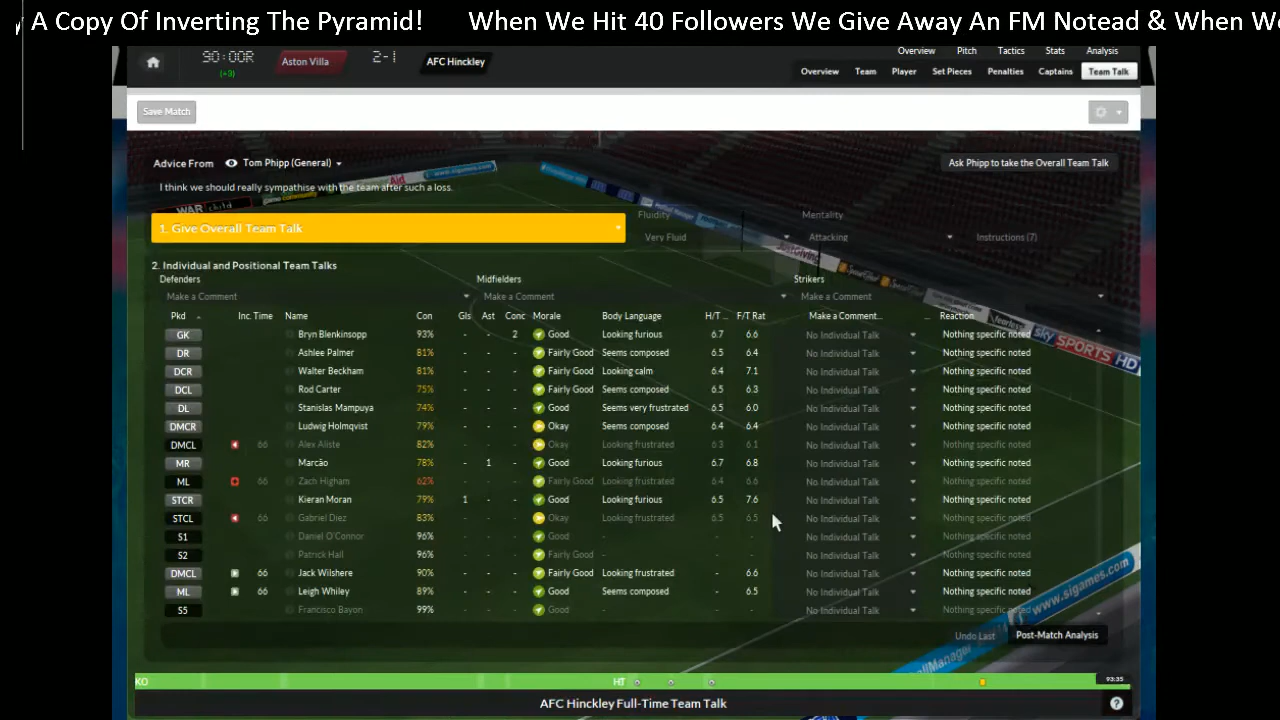 A Copy Of Inverting The Pyramid! When We Hit 40 Followers We Give Away An FM Notead & When We
90:00R Aston Villa 2-1 AFC Hinckley
(+3)
Overview Pitch Tactics Stats Analysis
Overview Team Player Set Pieces Penalties Captains Team Talk
Save Match
Advice From Tom Phipp (General) Ask Phipp to take the Overall Team Talk
I think we should really sympathise with the team after such a loss.
1. Give Overall Team Talk
Fluidity Mentality
Very Fluid Attacking Instructions (7)
2. Individual and Positional Team Talks
Defenders Midfielders Strikers
Make a Comment Make a Comment Make a Comment
Pkd Inc. Time Name Con Gls Ast Conc Morale Body Language H/T ... F/T Rat Make a Comment... ... Reaction
GK Bryn Blenkinsopp 93% - - 2 Good Looking furious 6.7 6.6 No Individual Talk Nothing specific noted
DR Ashlee Palmer 81% - - - Fairly Good Seems composed 6.5 6.4 No Individual Talk Nothing specific noted
DCR Walter Beckham 81% - - - Fairly Good Looking calm 6.4 7.1 No Individual Talk Nothing specific noted
DCL Rod Carter 75% - - - Fairly Good Seems composed 6.5 6.3 No Individual Talk Nothing specific noted
DL Stanislas Mampuya 74% - - - Good Seems very frustrated 6.5 6.0 No Individual Talk Nothing specific noted
DMCR Ludwig Holmqvist 79% - - - Okay Seems composed 6.4 6.4 No Individual Talk Nothing specific noted
DMCL 66 Alex Aliste 82% - - - Okay Looking frustrated 6.3 6.1 No Individual Talk Nothing specific noted
MR Marcão 78% - 1 - Good Looking furious 6.7 6.8 No Individual Talk Nothing specific noted
ML 66 Zach Higham 62% - - - Fairly Good Looking frustrated 6.4 6.6 No Individual Talk Nothing specific noted
STCR Kieran Moran 79% 1 - - Good Looking furious 6.5 7.6 No Individual Talk Nothing specific noted
STCL 66 Gabriel Diez 83% - - - Okay Looking frustrated 6.5 6.5 No Individual Talk Nothing specific noted
S1 Daniel O'Connor 96% - - - Good - - - No Individual Talk Nothing specific noted
S2 Patrick Hall 96% - - - Fairly Good - - - No Individual Talk Nothing specific noted
DMCL 66 Jack Wilshere 90% - - - Fairly Good Looking frustrated - 6.6 No Individual Talk Nothing specific noted
ML 66 Leigh Whiley 89% - - - Good Seems composed - 6.5 No Individual Talk Nothing specific noted
S5 Francisco Bayon 99% - - - Good - - - No Individual Talk Nothing specific noted
Undo Last Post-Match Analysis
KO HT 93:35
AFC Hinckley Full-Time Team Talk
www.sigames.com
WAR child
game community
Aid
JustGiving
fearless
sky SPORTS HD
www.sigames.com